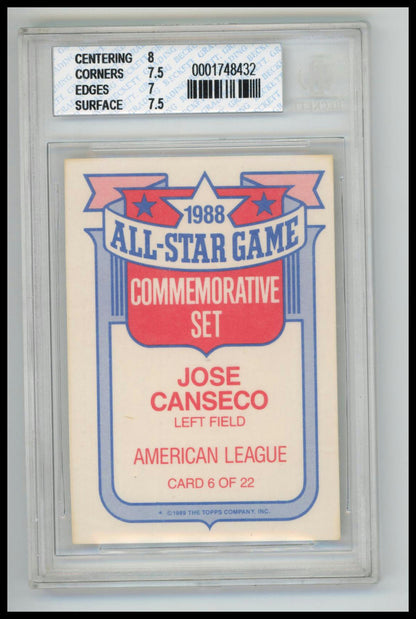 CENTERING 8
CORNERS 7.5
EDGES 7
SURFACE 7.5
0001748432
1988
ALL-STAR GAME
COMMEMORATIVE
SET
JOSE
CANSECO
LEFT FIELD
AMERICAN LEAGUE
CARD 6 OF 22
* ©1989 THE TOPPS COMPANY, INC.